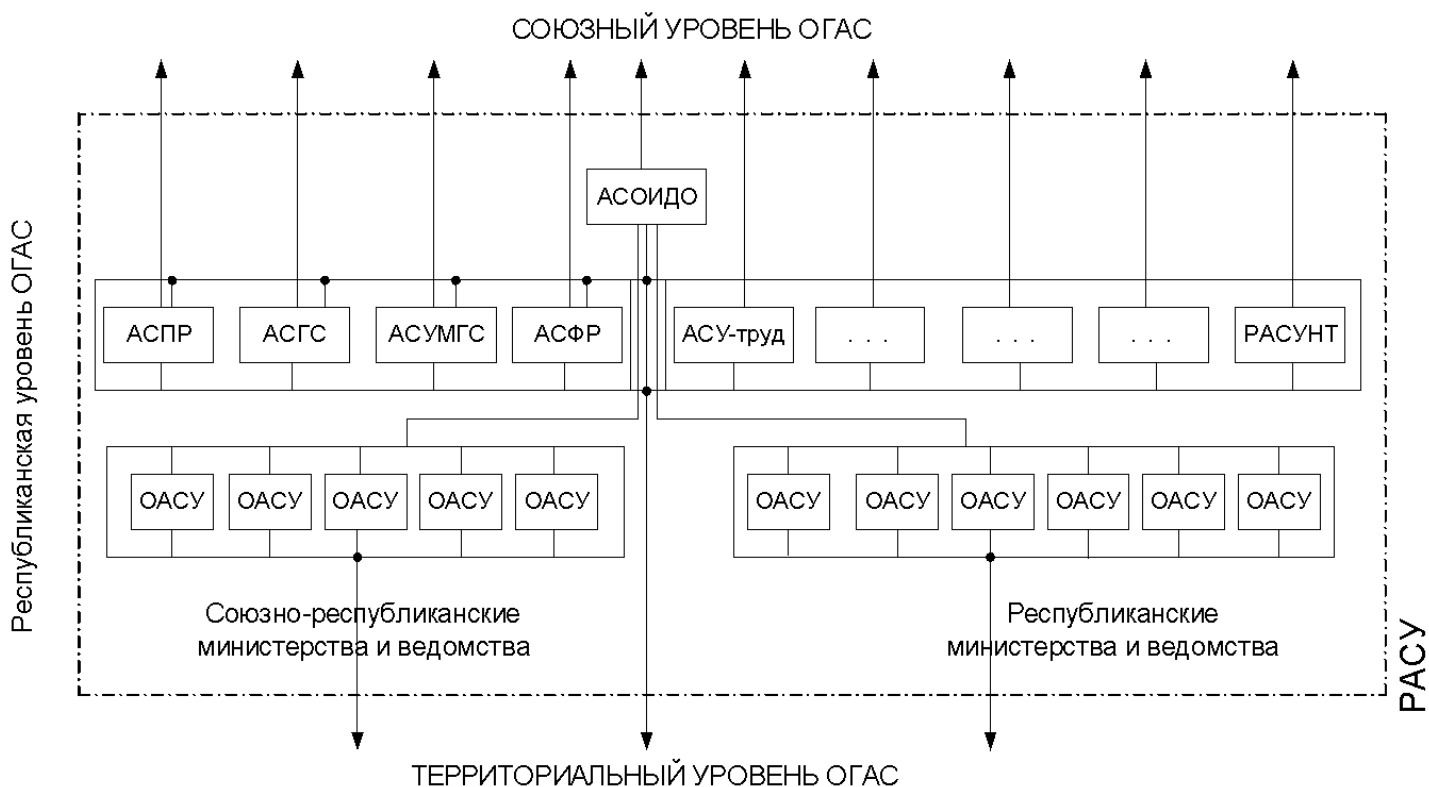 СОЮЗНЫЙ УРОВЕНЬ ОГАС
Республиканская уровень ОГАС
АСОИДО
АСПР
АСГС
АСУМГС
АСФР
АСУ-труд
. . .
. . .
. . .
РАСУНТ
ОАСУ
ОАСУ
ОАСУ
ОАСУ
ОАСУ
ОАСУ
ОАСУ
ОАСУ
ОАСУ
ОАСУ
ОАСУ
Союзно-республиканские
министерства и ведомства
Республиканские
министерства и ведомства
РАСУ
ТЕРРИТОРИАЛЬНЫЙ УРОВЕНЬ ОГАС